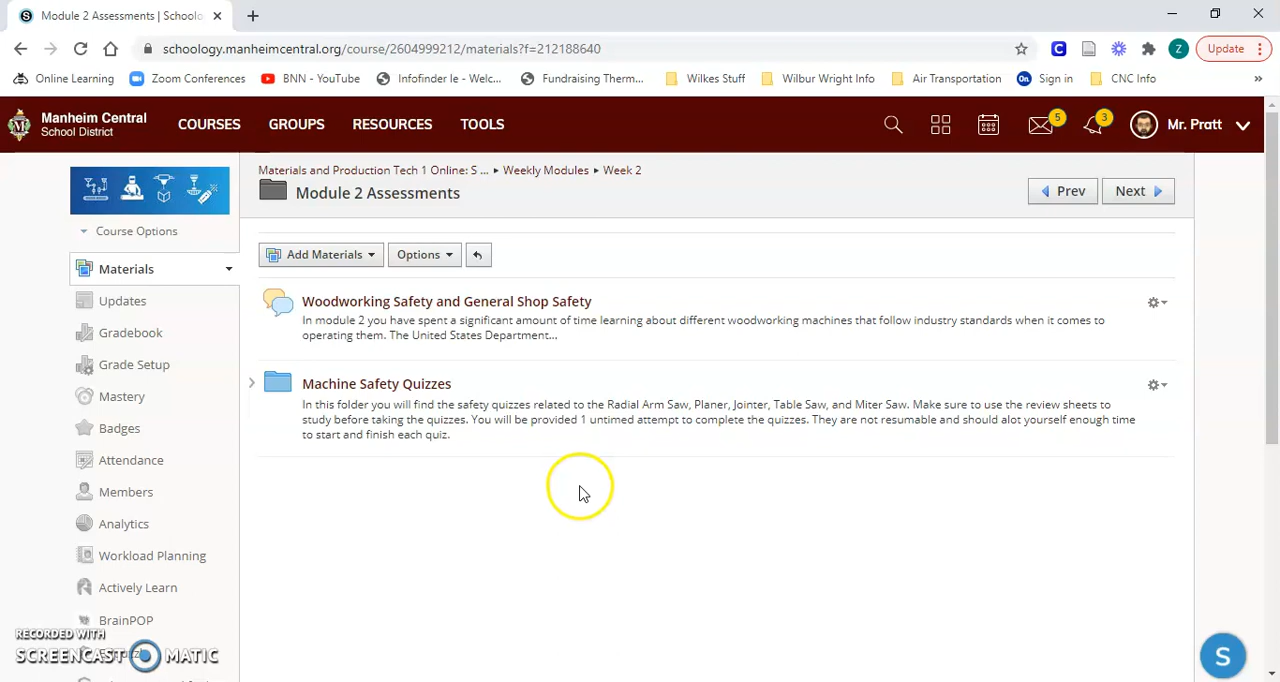 Module 2 Assessments | Schoolo
schoology.manheimcentral.org/course/2604999212/materials?f=212188640
Z
Update
Online Learning
Zoom Conferences
BNN - YouTube
Infofinder le - Welc...
Fundraising Therm...
Wilkes Stuff
Wilbur Wright Info
Air Transportation
On
Sign in
CNC Info
»
Manheim Central
School District
COURSES
GROUPS
RESOURCES
TOOLS
5
3
Mr. Pratt
Course Options
Materials
Updates
Gradebook
Grade Setup
Mastery
Badges
Attendance
Members
Analytics
Workload Planning
Actively Learn
BrainPOP
Materials and Production Tech 1 Online: S ... ▸ Weekly Modules ▸ Week 2
Module 2 Assessments
Prev
Next
Add Materials
Options
Woodworking Safety and General Shop Safety
In module 2 you have spent a significant amount of time learning about different woodworking machines that follow industry standards when it comes to
operating them. The United States Department...
Machine Safety Quizzes
In this folder you will find the safety quizzes related to the Radial Arm Saw, Planer, Jointer, Table Saw, and Miter Saw. Make sure to use the review sheets to
study before taking the quizzes. You will be provided 1 untimed attempt to complete the quizzes. They are not resumable and should alot yourself enough time
to start and finish each quiz.
RECORDED WITH
SCREENCAST MATIC
S